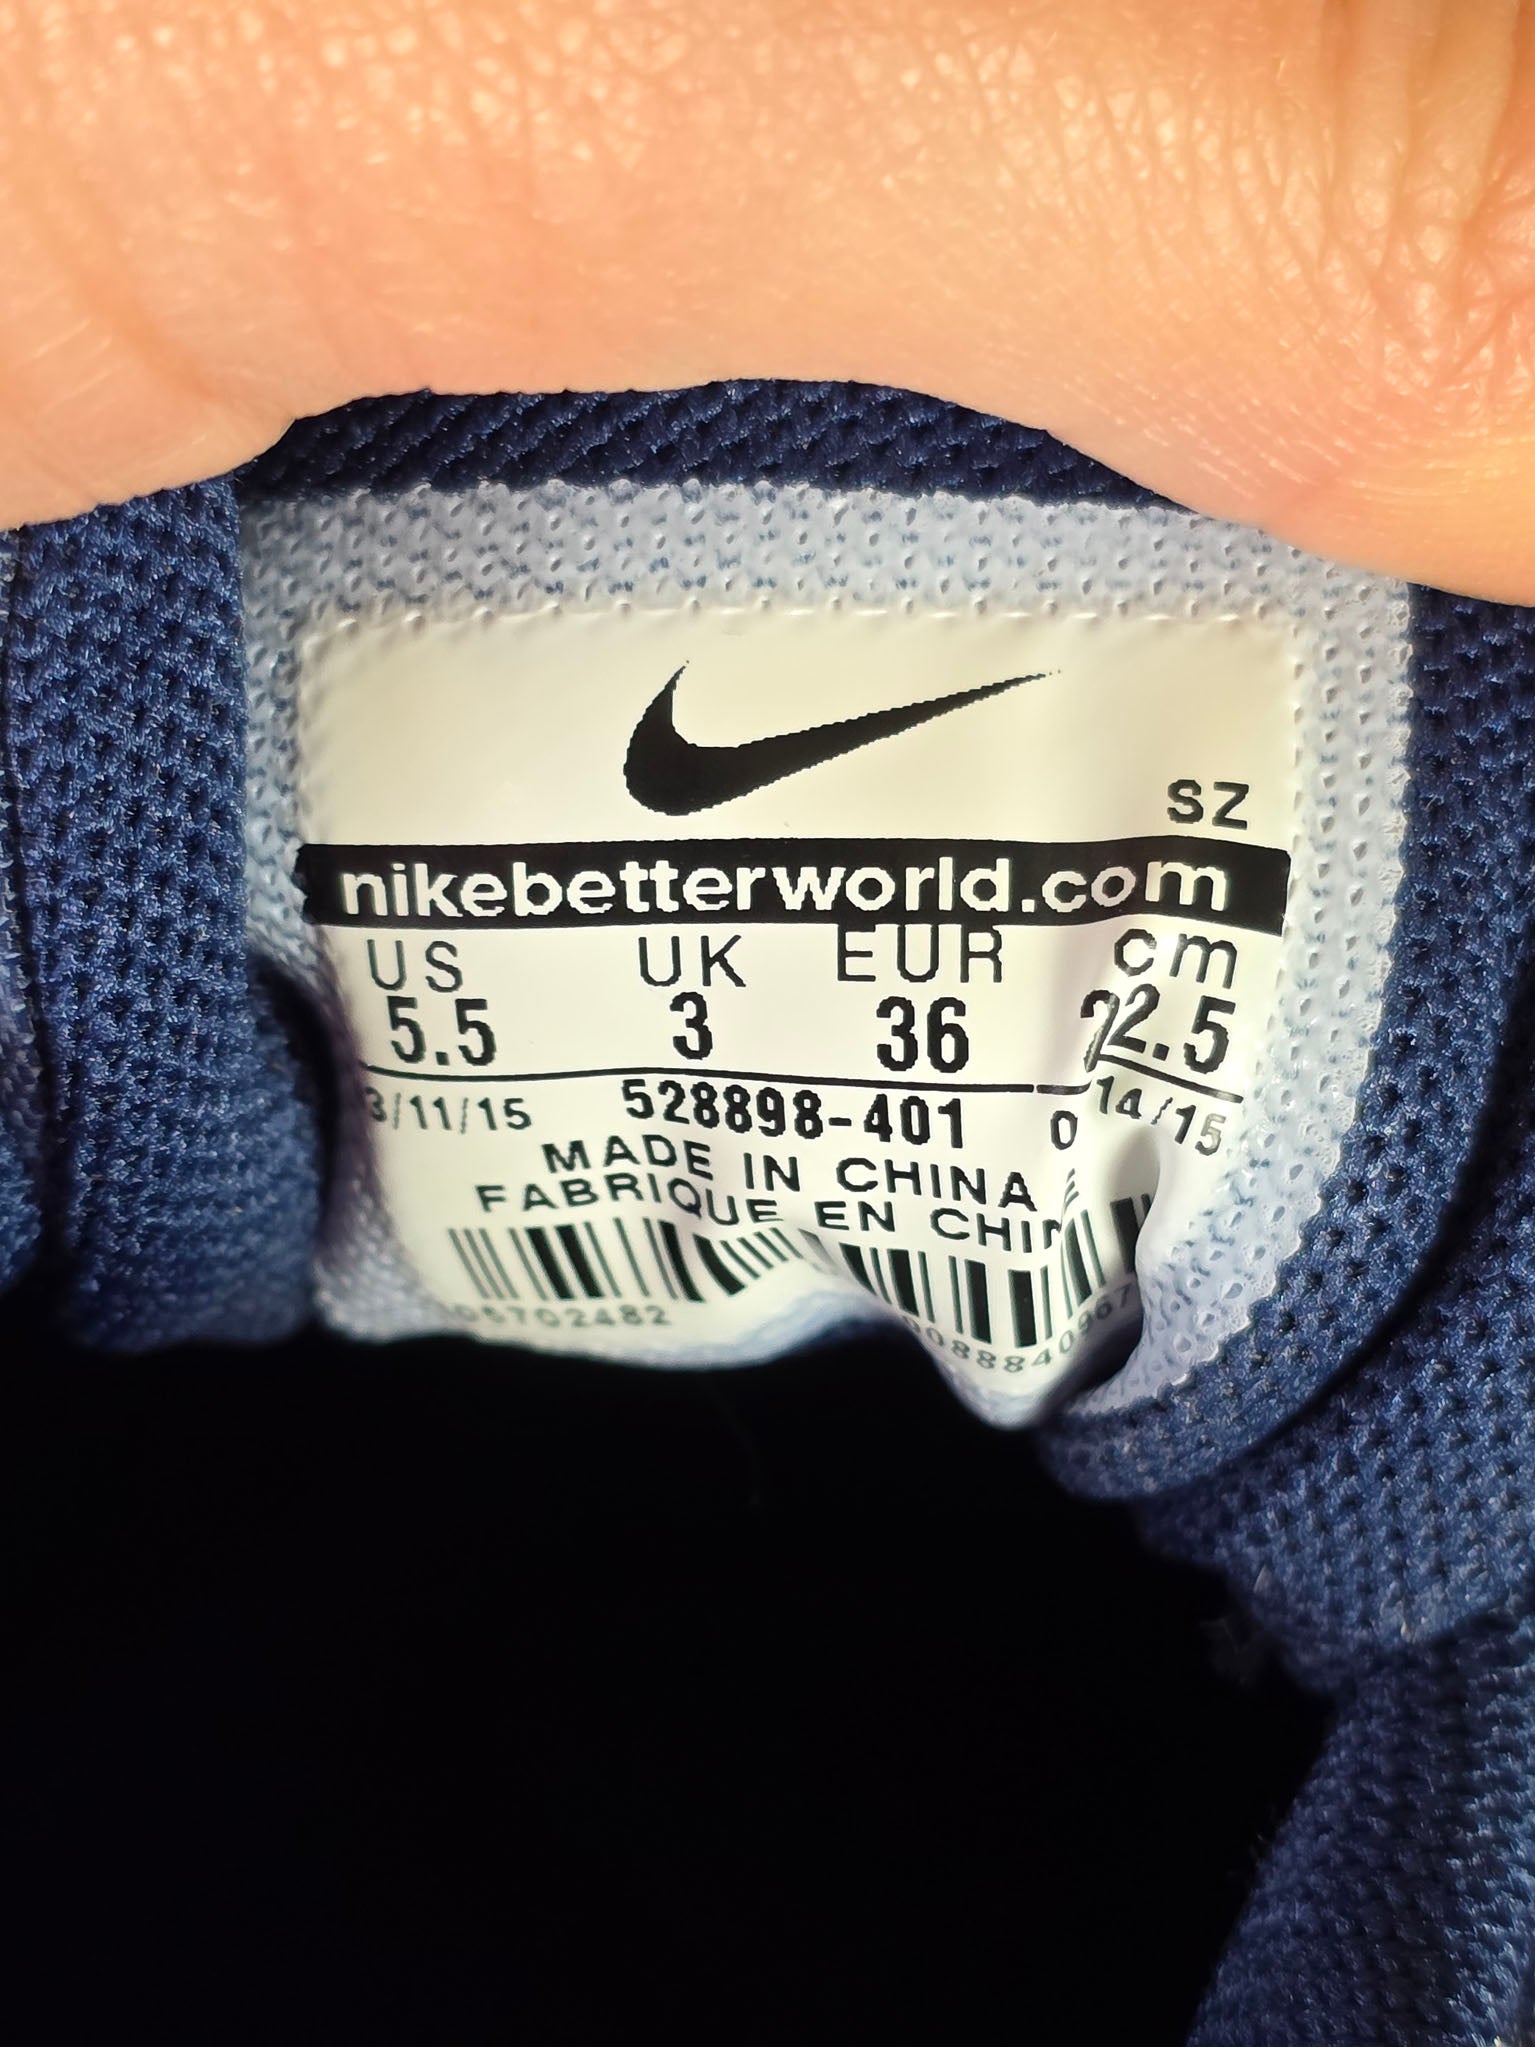 SZ
nikebetterworld.com
US UK EUR cm
5.5 3 36 22.5
3/11/15 528898-401 14/15
MADE IN CHINA
FABRIQUE EN CHIN